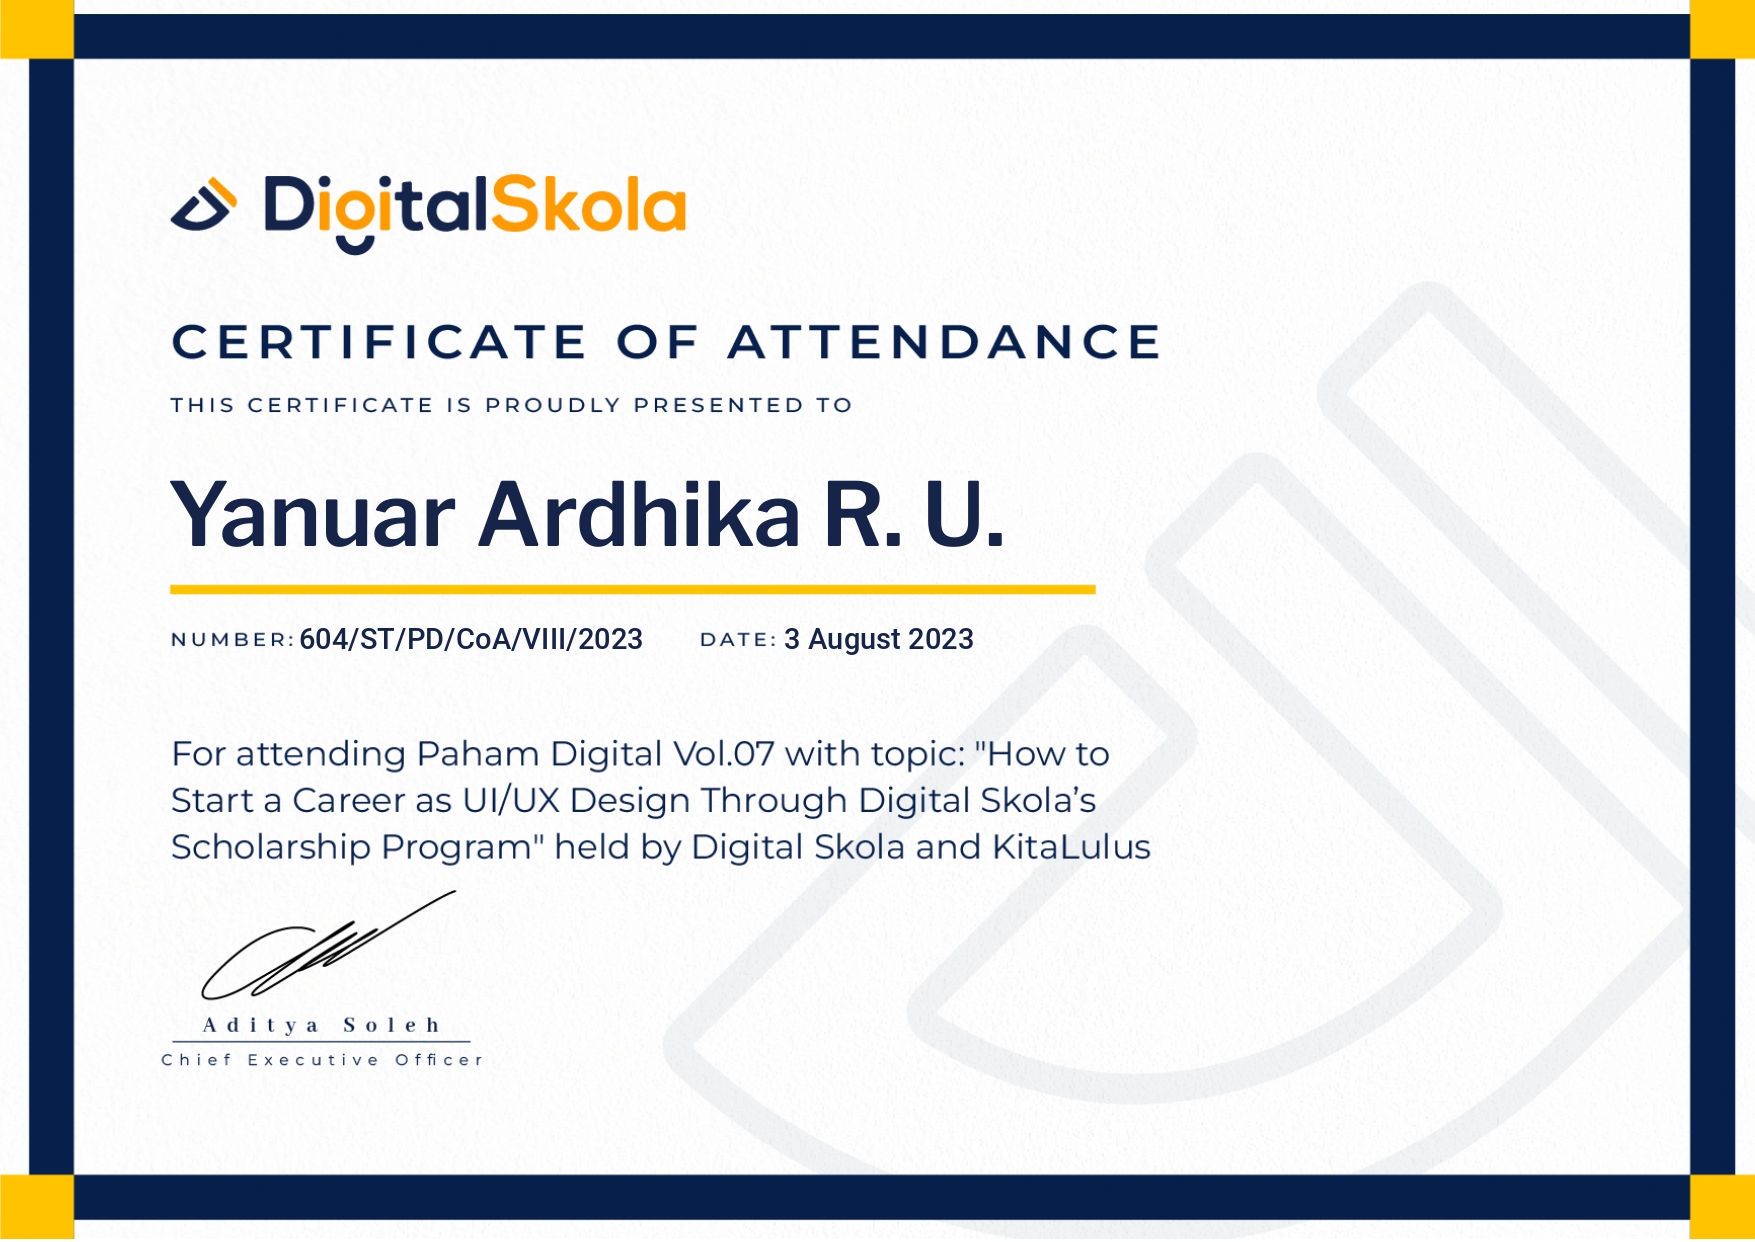 DigitalSkola
CERTIFICATE OF ATTENDANCE
THIS CERTIFICATE IS PROUDLY PRESENTED TO
Yanuar Ardhika R. U.
NUMBER: 604/ST/PD/CoA/VIII/2023 DATE: 3 August 2023
For attending Paham Digital Vol.07 with topic: "How to
Start a Career as UI/UX Design Through Digital Skola’s
Scholarship Program" held by Digital Skola and KitaLulus
Aditya Soleh
Chief Executive Officer